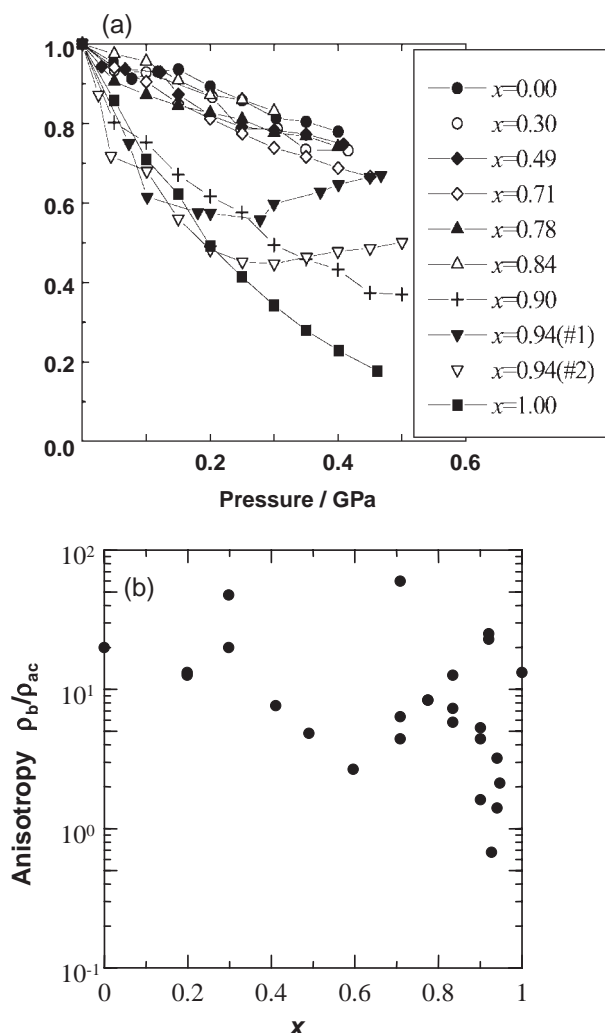 (a)
1.0
0.8
0.6
0.4
0.2
0.0
0.2
0.4
0.6
Pressure / GPa
x=0.00
x=0.30
x=0.49
x=0.71
x=0.78
x=0.84
x=0.90
x=0.94(#1)
x=0.94(#2)
x=1.00
(b)
Anisotropy ρb/ρac
10²
10¹
10⁰
10⁻¹
0
0.2
0.4
0.6
0.8
1
x